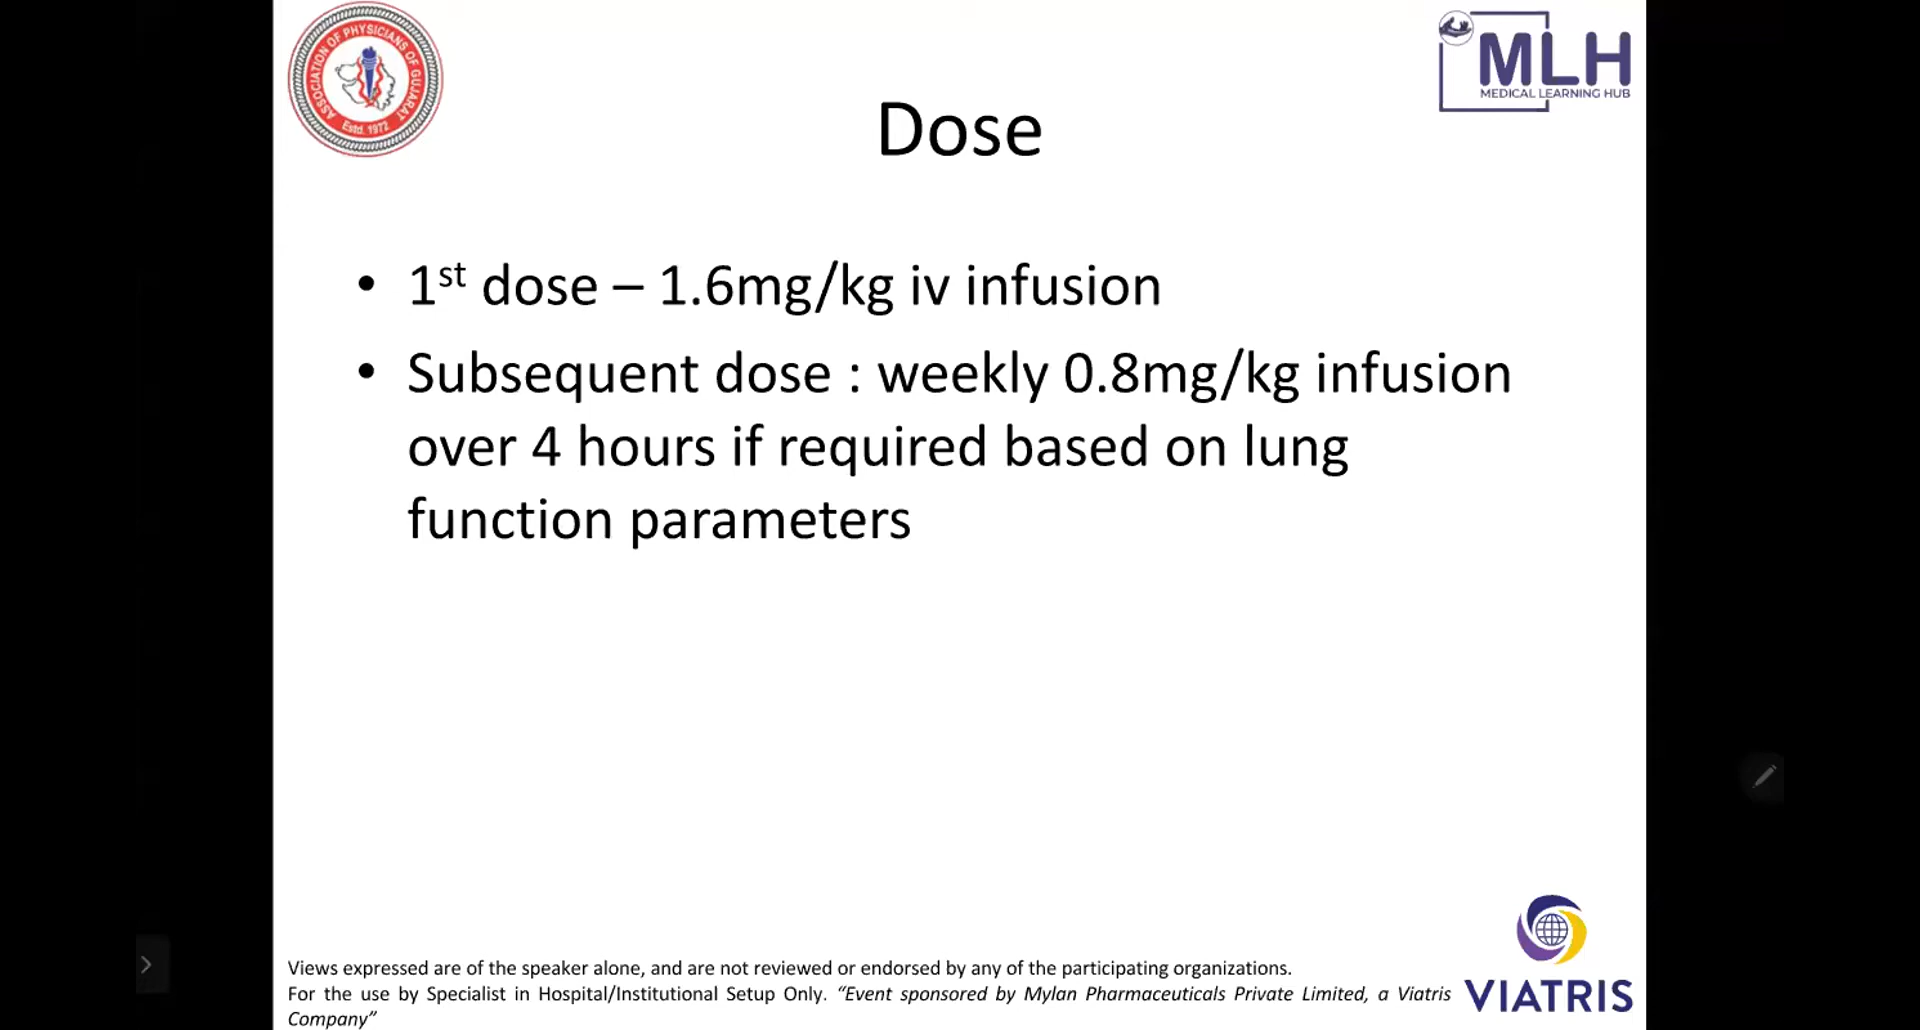 ASSOCIATION OF PHYSICIANS OF GUJARAT
Estd. 1972
MLH
MEDICAL LEARNING HUB
Dose
• 1st dose – 1.6mg/kg iv infusion
• Subsequent dose : weekly 0.8mg/kg infusion
over 4 hours if required based on lung
function parameters
Views expressed are of the speaker alone, and are not reviewed or endorsed by any of the participating organizations.
For the use by Specialist in Hospital/Institutional Setup Only. “Event sponsored by Mylan Pharmaceuticals Private Limited, a Viatris
Company”
VIATRIS